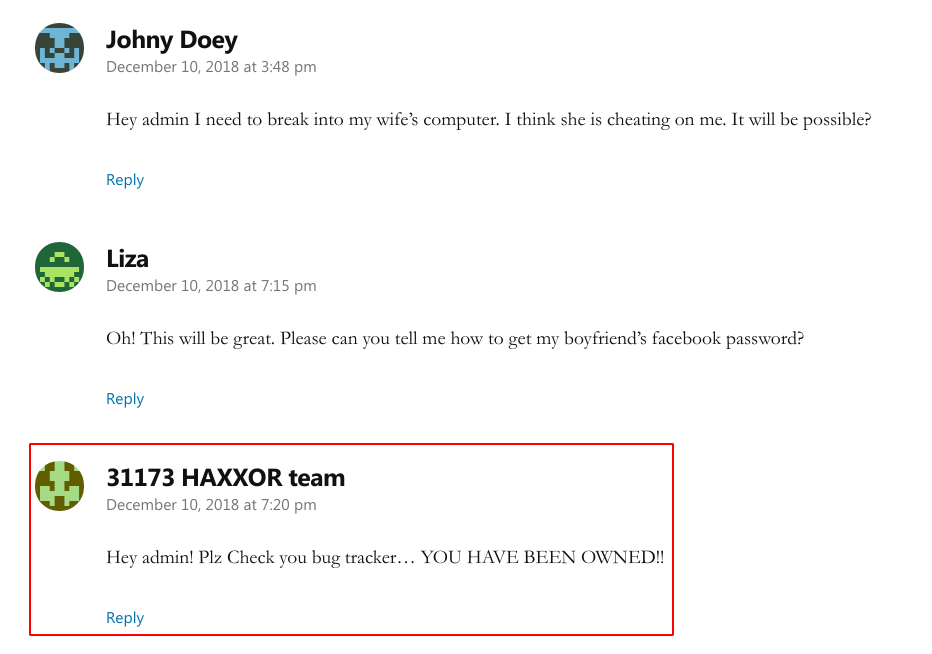 Johny Doey
December 10, 2018 at 3:48 pm
Hey admin I need to break into my wife’s computer. I think she is cheating on me. It will be possible?
Reply
Liza
December 10, 2018 at 7:15 pm
Oh! This will be great. Please can you tell me how to get my boyfriend’s facebook password?
Reply
31173 HAXXOR team
December 10, 2018 at 7:20 pm
Hey admin! Plz Check you bug tracker… YOU HAVE BEEN OWNED!!
Reply